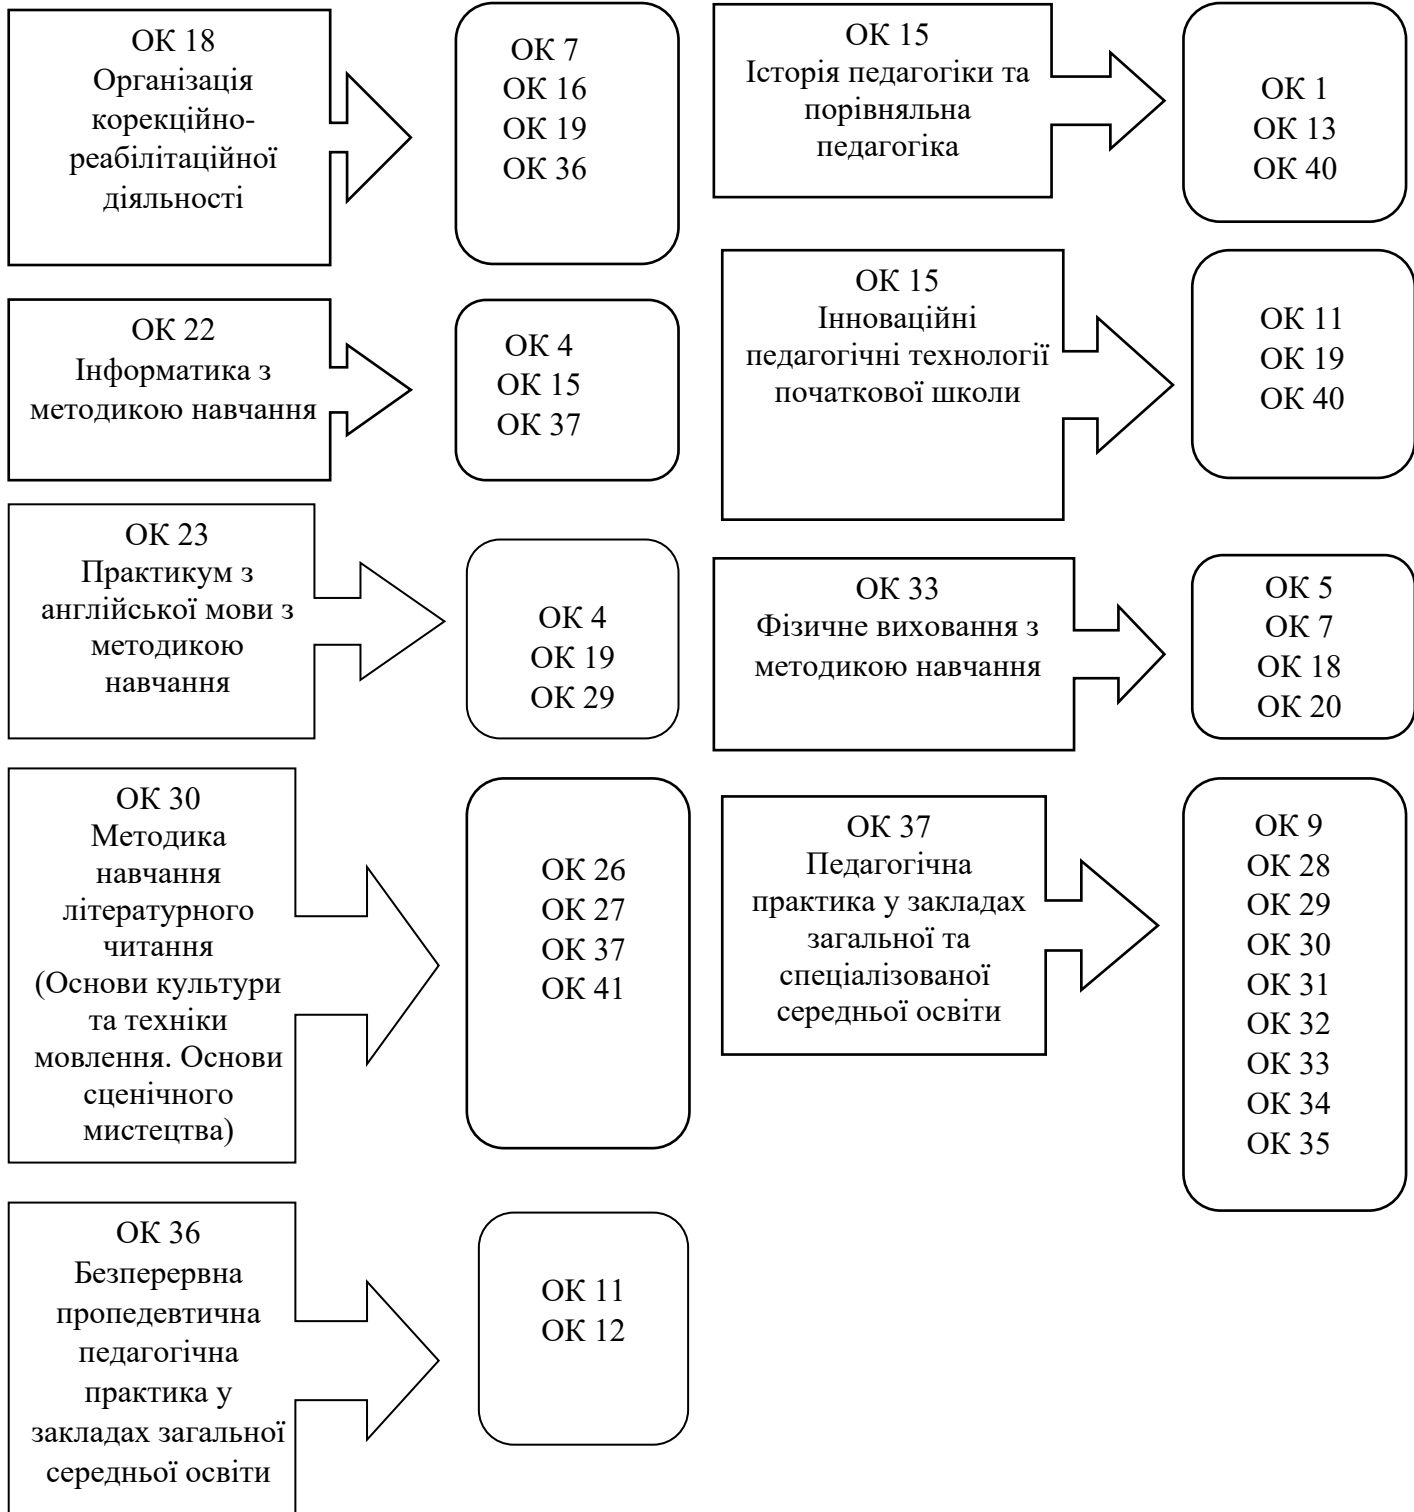 ОК 18
Організація
корекційно-
реабілітаційної
діяльності
ОК 7
ОК 16
ОК 19
ОК 36
ОК 15
Історія педагогіки та
порівняльна
педагогіка
ОК 1
ОК 13
ОК 40
ОК 22
Інформатика з
методикою навчання
ОК 4
ОК 15
ОК 37
ОК 15
Інноваційні
педагогічні технології
початкової школи
ОК 11
ОК 19
ОК 40
ОК 23
Практикум з
англійської мови з
методикою
навчання
ОК 4
ОК 19
ОК 29
ОК 33
Фізичне виховання з
методикою навчання
ОК 5
ОК 7
ОК 18
ОК 20
ОК 30
Методика
навчання
літературного
читання
(Основи культури
та техніки
мовлення. Основи
сценічного
мистецтва)
ОК 26
ОК 27
ОК 37
ОК 41
ОК 37
Педагогічна
практика у закладах
загальної та
спеціалізованої
середньої освіти
ОК 9
ОК 28
ОК 29
ОК 30
ОК 31
ОК 32
ОК 33
ОК 34
ОК 35
ОК 36
Безперервна
пропедевтична
педагогічна
практика у
закладах загальної
середньої освіти
ОК 11
ОК 12